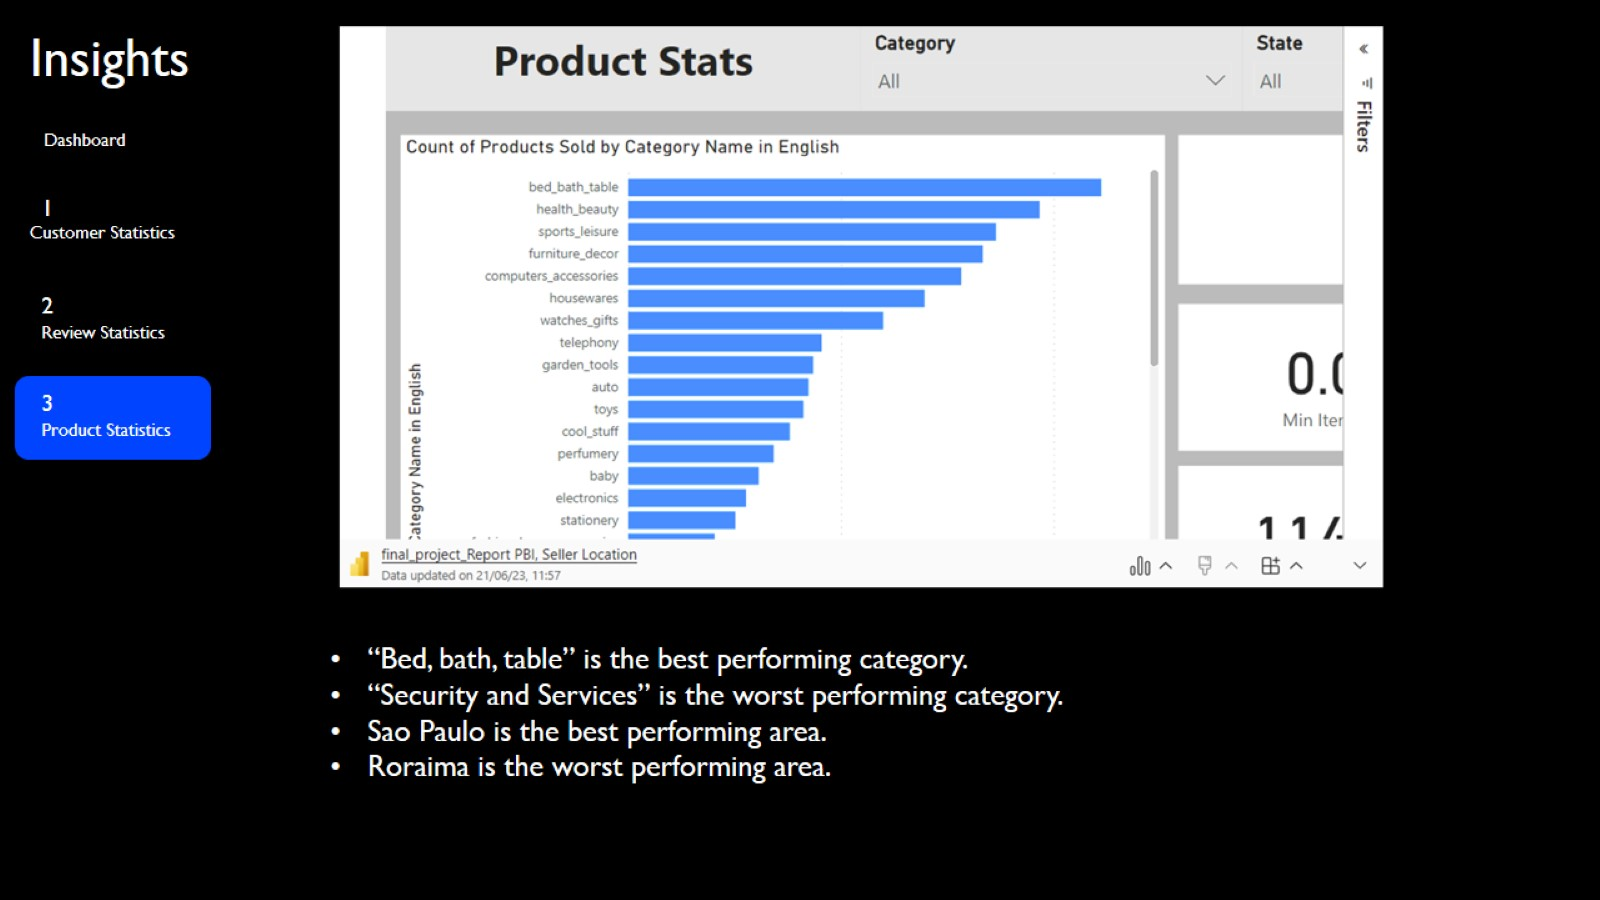 Insights
Dashboard
1
Customer Statistics
2
Review Statistics
3
Product Statistics
Product Stats
Category
All
State
All
Filters
Count of Products Sold by Category Name in English
Category Name in English
bed_bath_table
health_beauty
sports_leisure
furniture_decor
computers_accessories
housewares
watches_gifts
telephony
garden_tools
auto
toys
cool_stuff
perfumery
baby
electronics
stationery
Min
final_project_Report PBI, Seller Location
Data updated on 21/06/23, 11:57
• “Bed, bath, table” is the best performing category.
• “Security and Services” is the worst performing category.
• Sao Paulo is the best performing area.
• Roraima is the worst performing area.